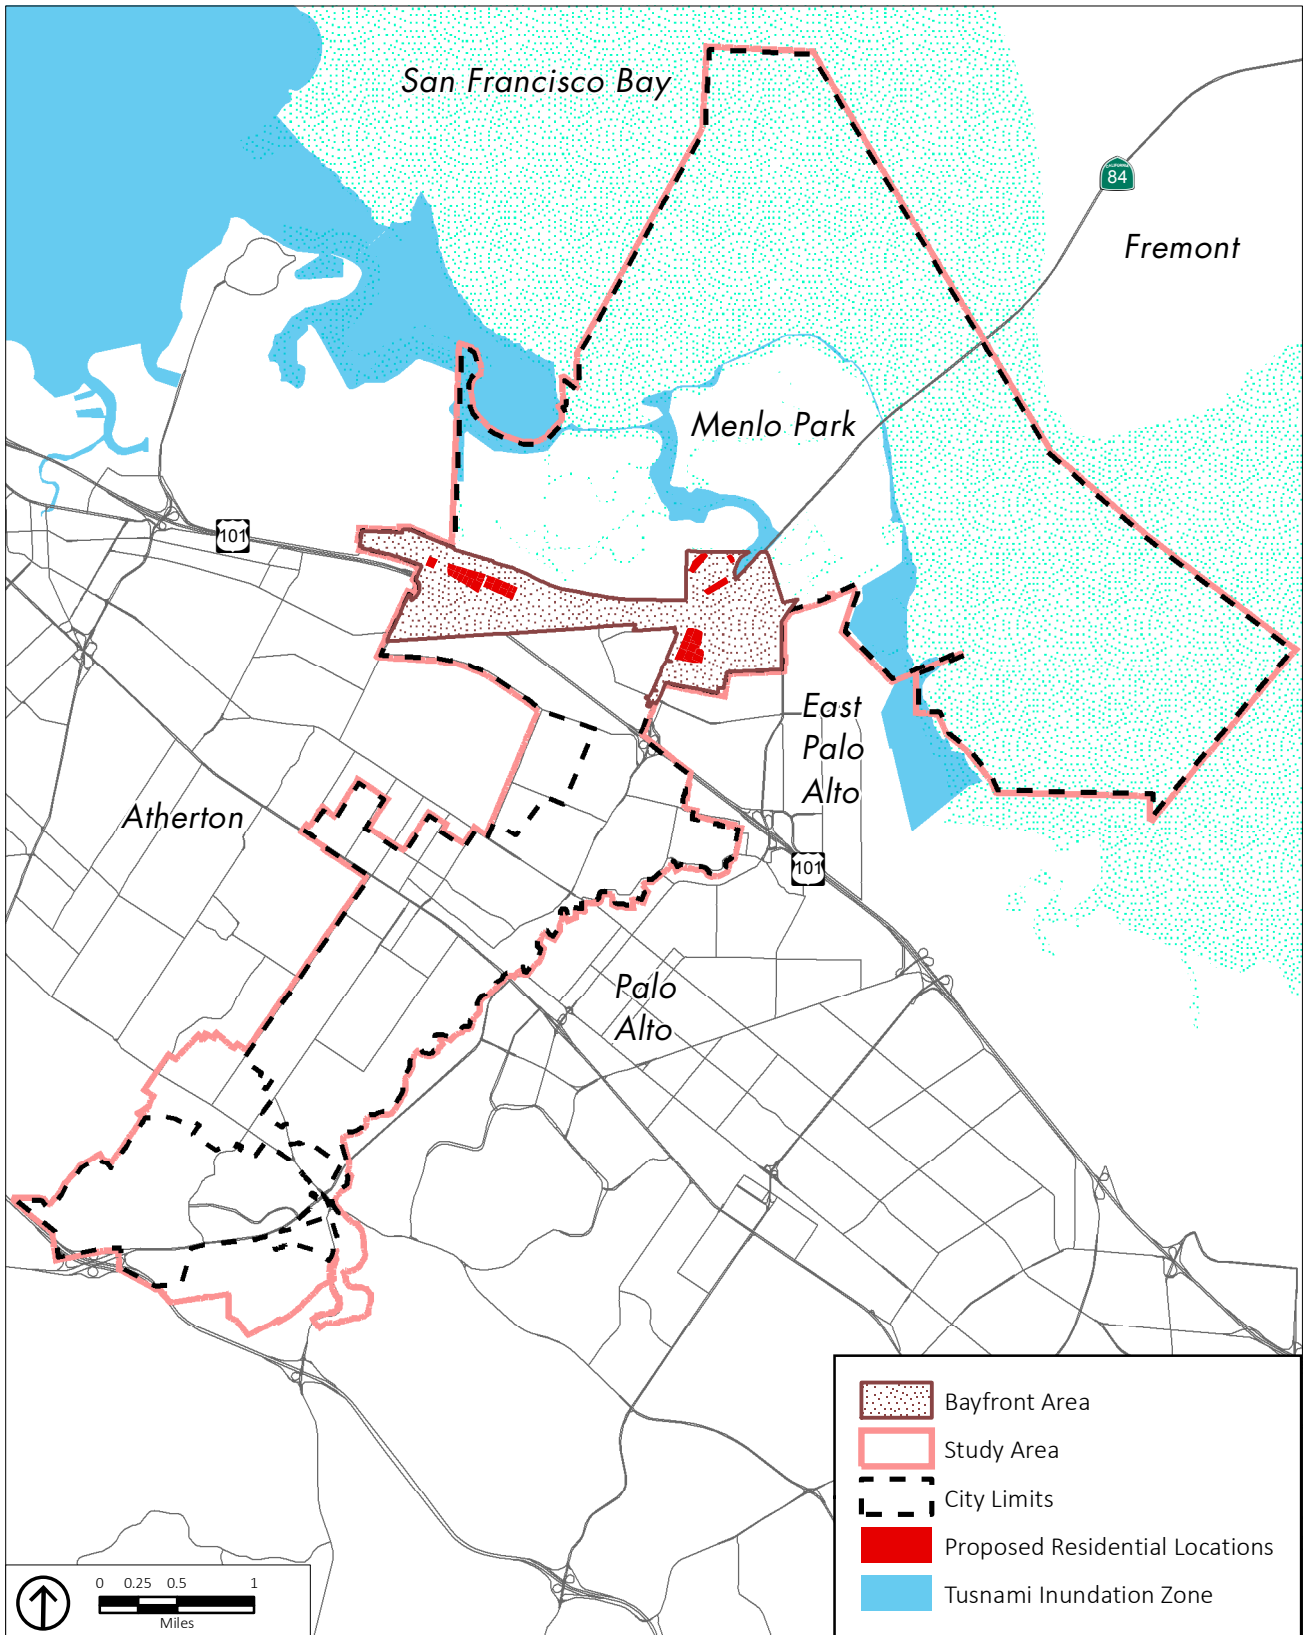 San Francisco Bay
CALIFORNIA
84
Fremont
Menlo Park
101
East
Palo
Alto
Atherton
101
Palo
Alto
Bayfront Area
Study Area
City Limits
Proposed Residential Locations
Tusnami Inundation Zone
0 0.25 0.5 1
Miles